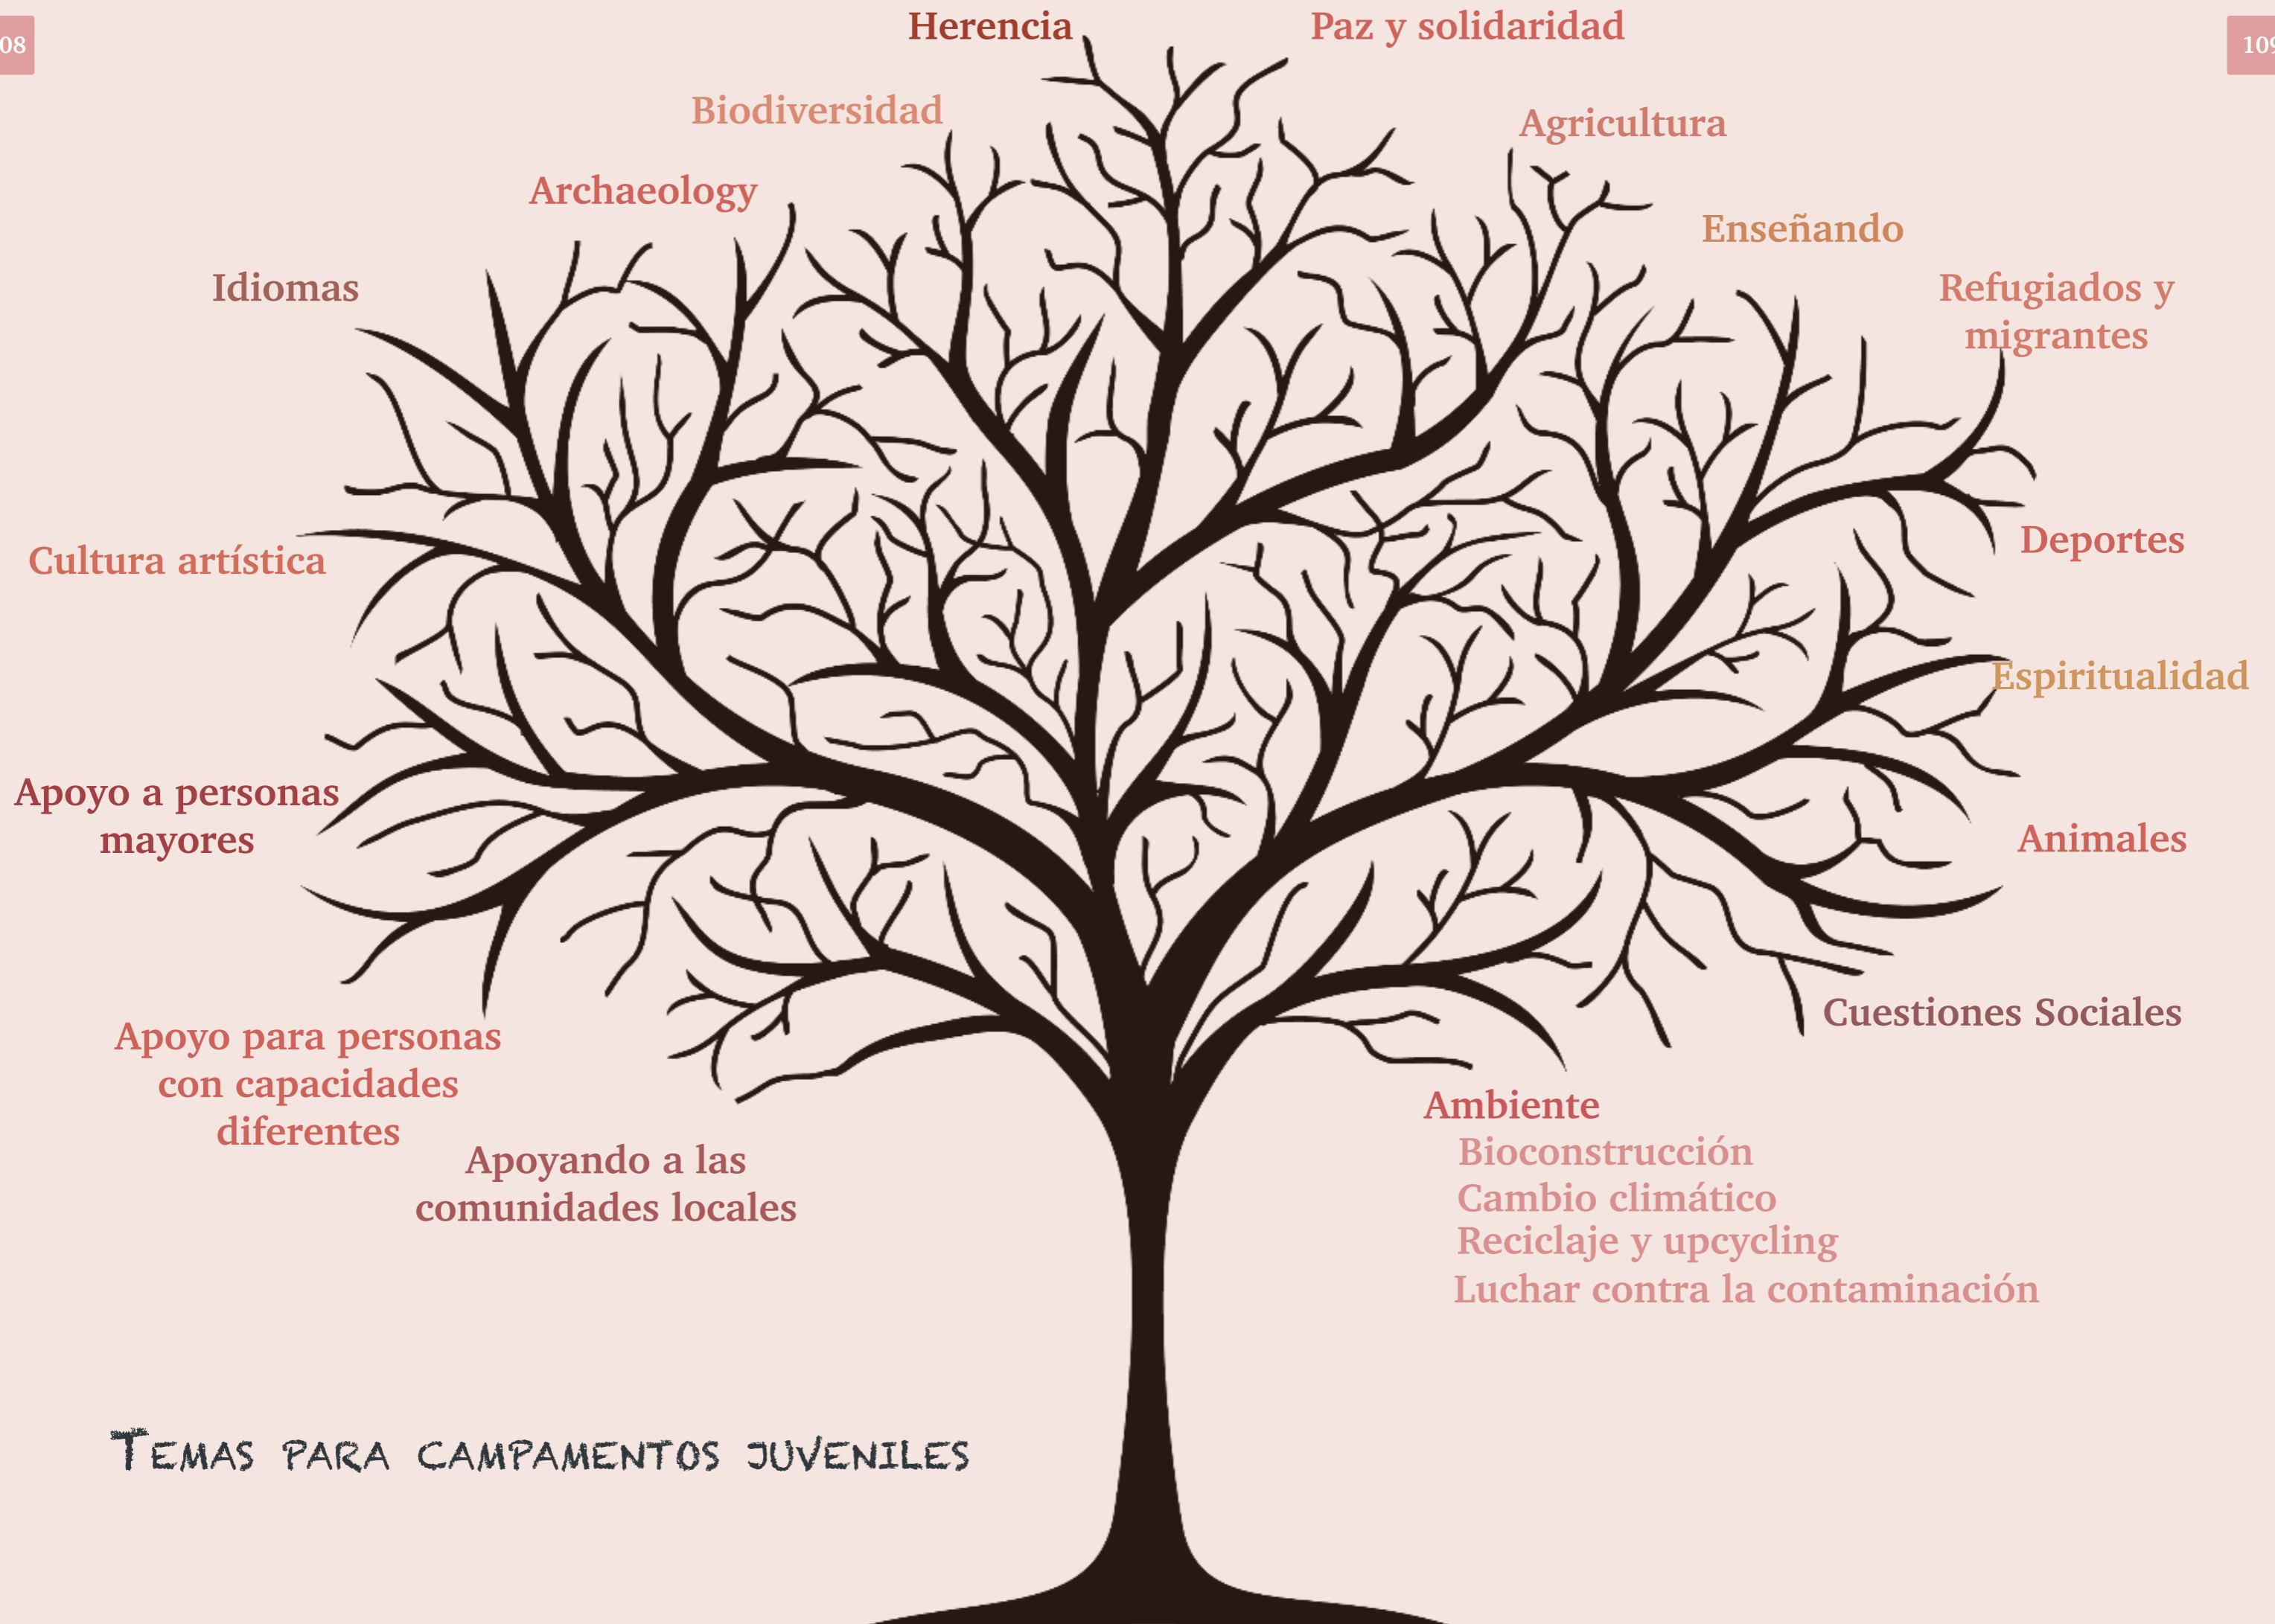 08
109
Herencia
Paz y solidaridad
Biodiversidad
Agricultura
Archaeology
Enseñando
Idiomas
Refugiados y
migrantes
Cultura artística
Deportes
Espiritualidad
Apoyo a personas
mayores
Animales
Cuestiones Sociales
Apoyo para personas
con capacidades
diferentes
Apoyando a las
comunidades locales
Ambiente
Bioconstrucción
Cambio climático
Reciclaje y upcycling
Luchar contra la contaminación
Temas para campamentos juveniles